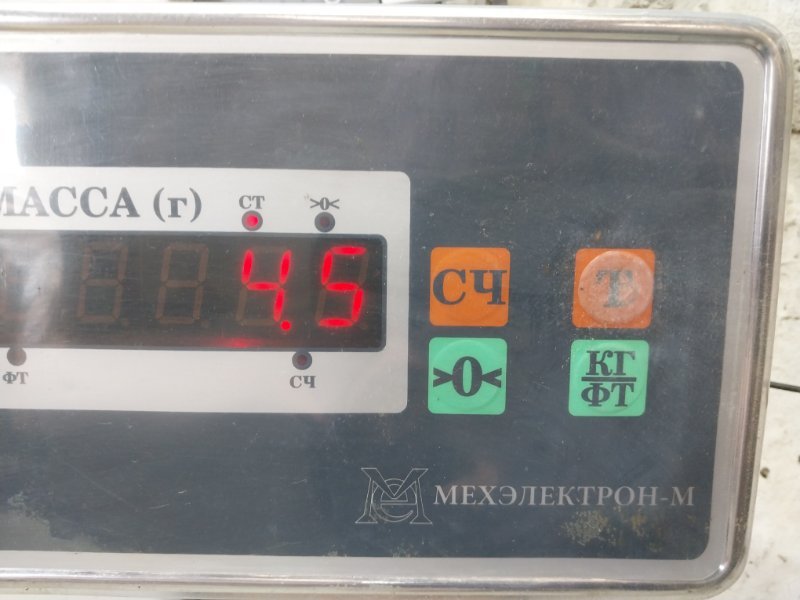 МАССА (г)
СТ >0<
4.5
ФТ СЧ
СЧ Т
>0< КГ
ФТ
МЕХЭЛЕКТРОН-М